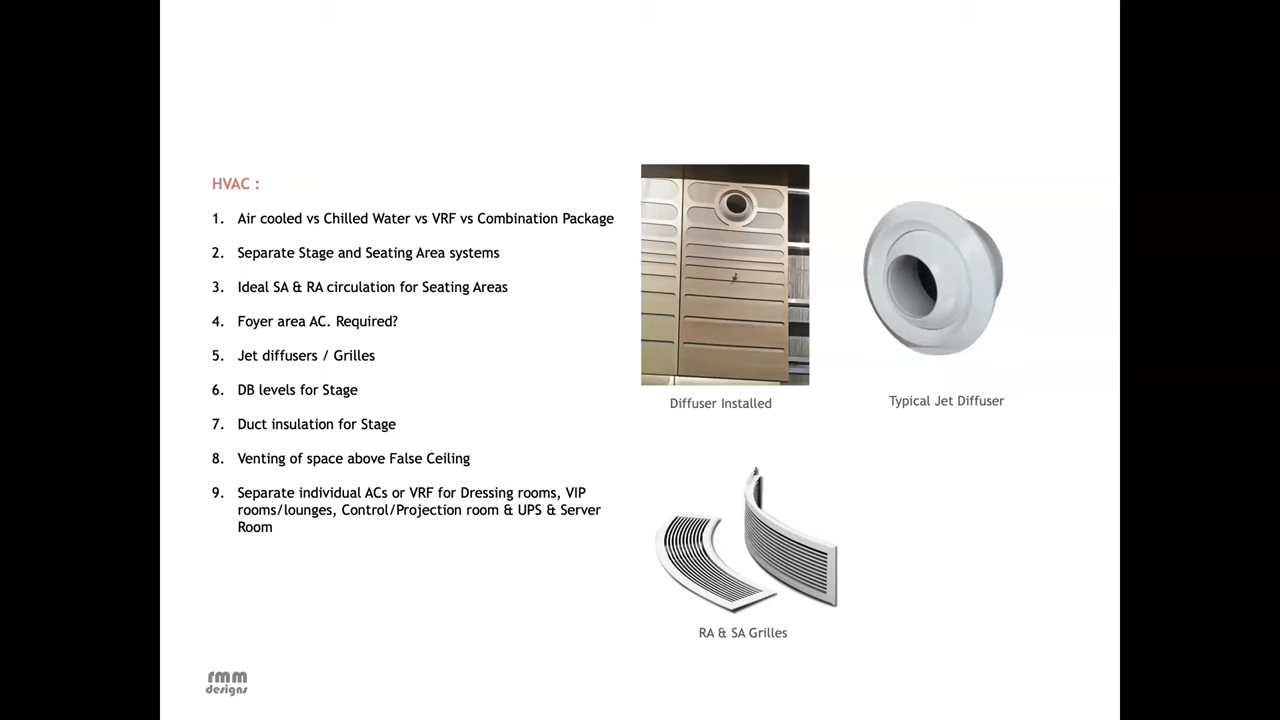 HVAC :
1. Air cooled vs Chilled Water vs VRF vs Combination Package
2. Separate Stage and Seating Area systems
3. Ideal SA & RA circulation for Seating Areas
4. Foyer area AC. Required?
5. Jet diffusers / Grilles
6. DB levels for Stage
7. Duct insulation for Stage
8. Venting of space above False Ceiling
9. Separate individual ACs or VRF for Dressing rooms, VIP
rooms/lounges, Control/Projection room & UPS & Server
Room
Diffuser Installed
Typical Jet Diffuser
RA & SA Grilles
rmm
designs